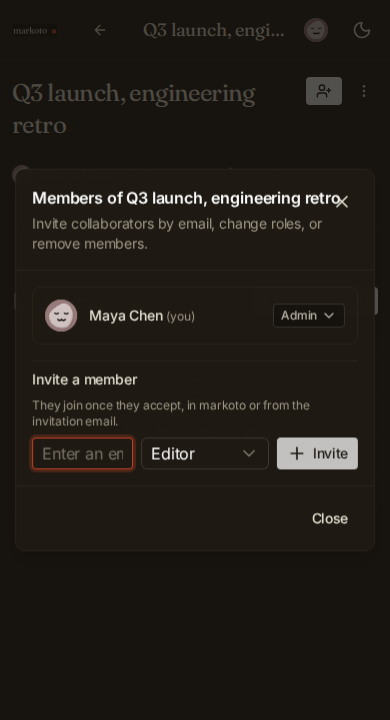 markoto
Q3 launch, engi...
Q3 launch, engineering
retro
Members of Q3 launch, engineering retro
Invite collaborators by email, change roles, or
remove members.
Maya Chen (you)
Admin
Invite a member
They join once they accept, in markoto or from the
invitation email.
Enter an en
Editor
Invite
Close